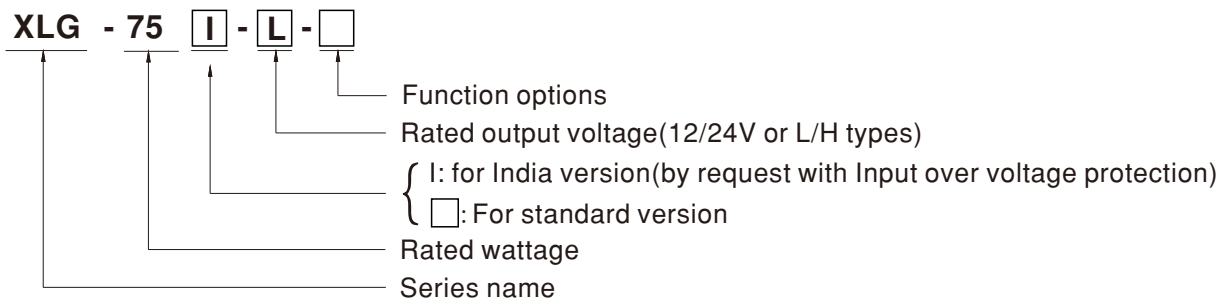 XLG - 75 I - L - □
Function options
Rated output voltage(12/24V or L/H types)
I: for India version(by request with Input over voltage protection)
□: For standard version
Rated wattage
Series name